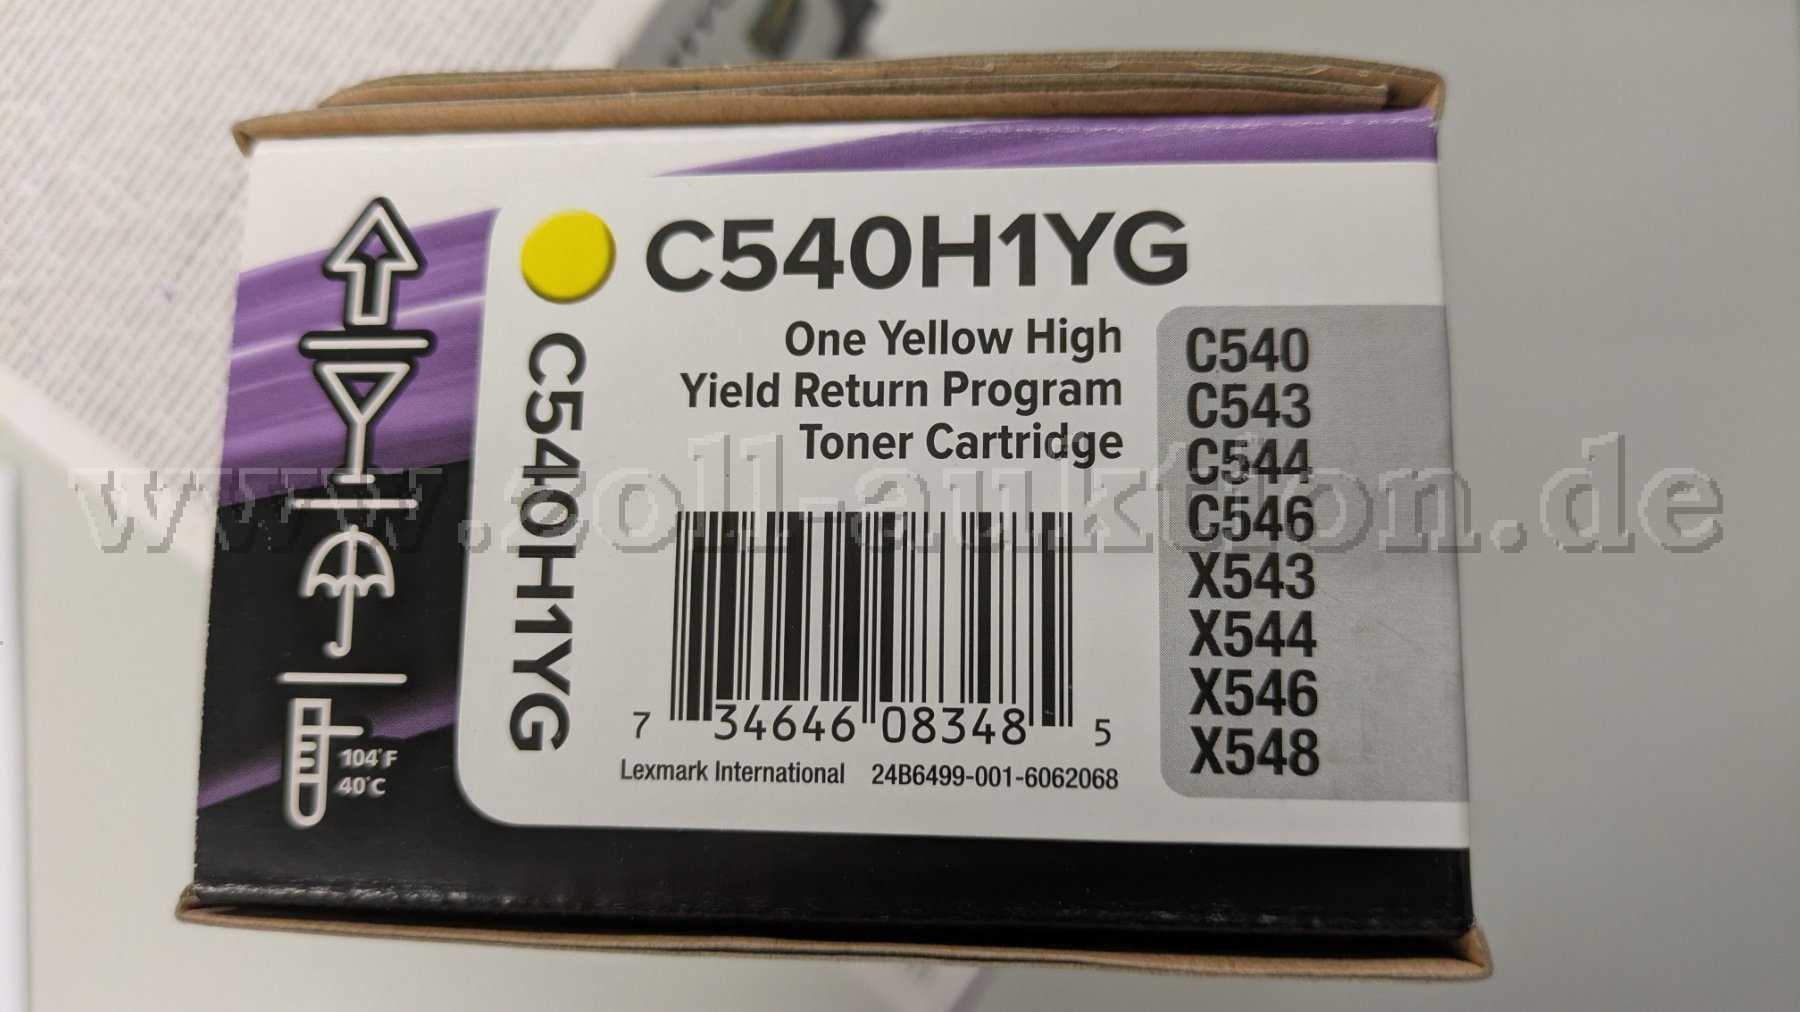 C540H1YG
One Yellow High
Yield Return Program
Toner Cartridge
C540H1YG
C540
C543
C544
C546
X543
X544
X546
X548
7 34646 08348 5
Lexmark International 24B6499-001-6062068
104°F
40°C
www.zoll-auktion.de